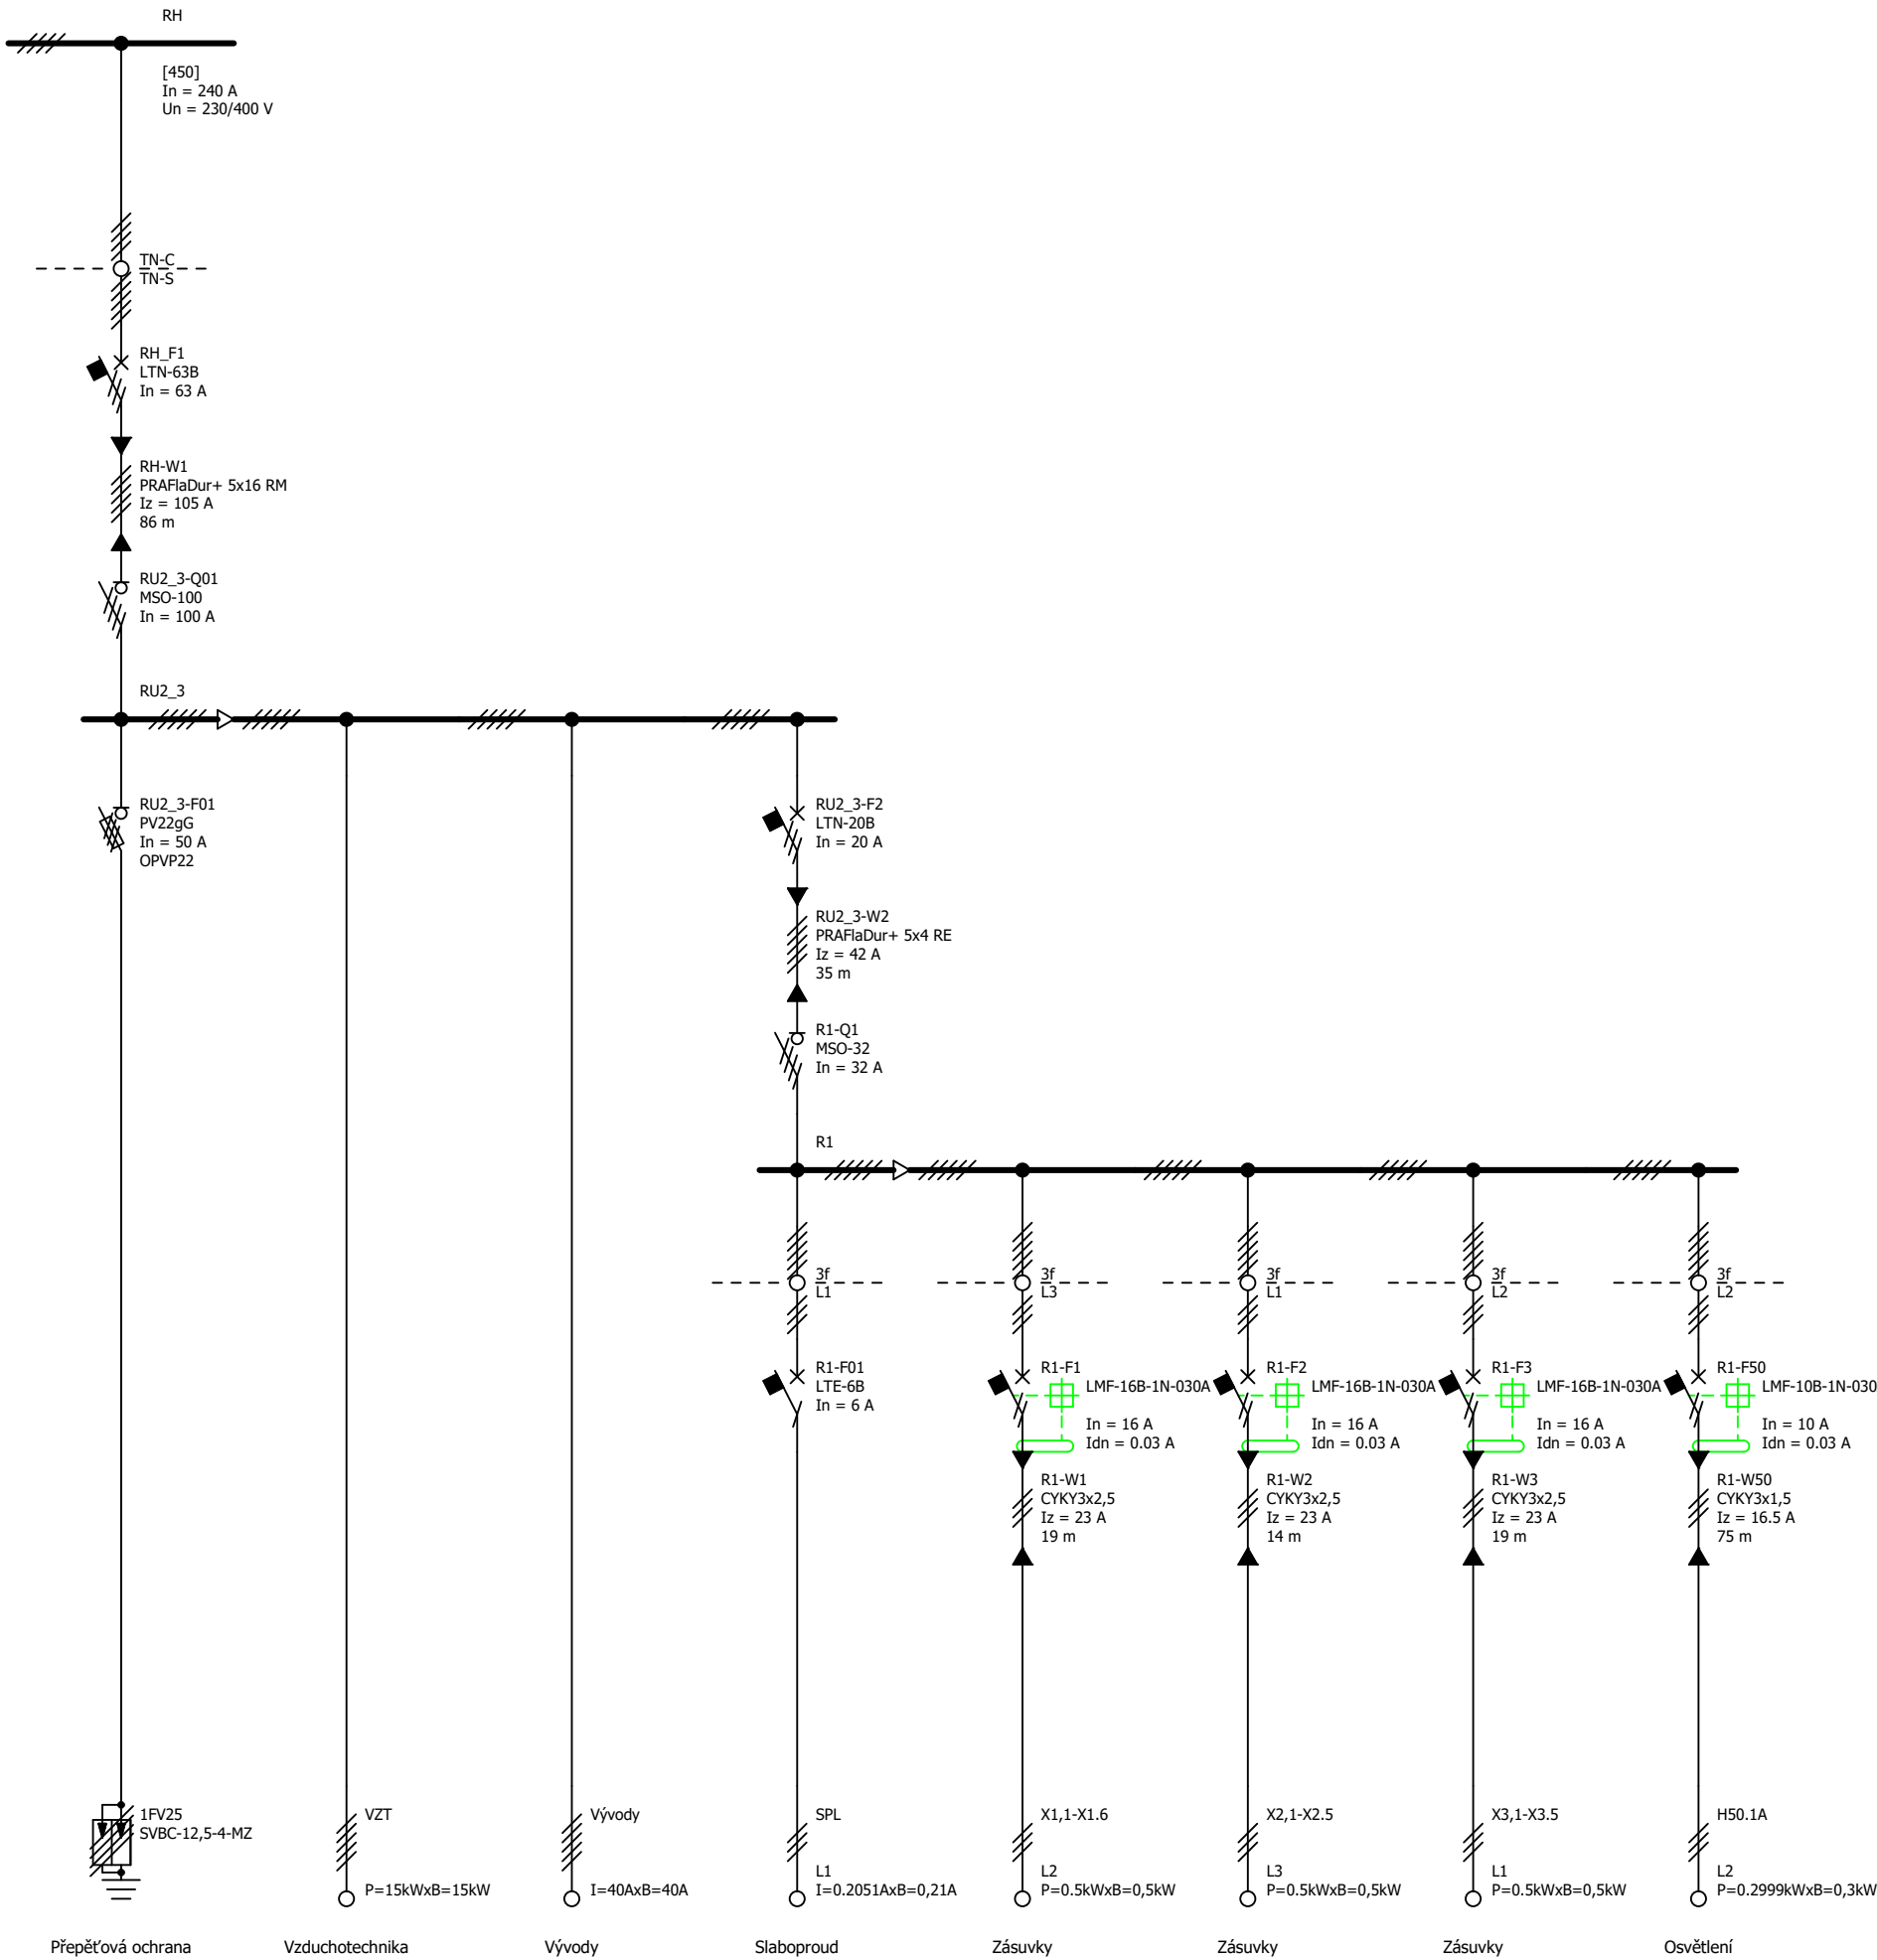 RH
[450]
In = 240 A
Un = 230/400 V
TN-C
TN-S
RH_F1
LTN-63B
In = 63 A
RH-W1
PRAFlaDur+ 5x16 RM
Iz = 105 A
86 m
RU2_3-Q01
MSO-100
In = 100 A
RU2_3
RU2_3-F01
PV22gG
In = 50 A
OPVP22
RU2_3-F2
LTN-20B
In = 20 A
RU2_3-W2
PRAFlaDur+ 5x4 RE
Iz = 42 A
35 m
R1-Q1
MSO-32
In = 32 A
R1
3f
L1
3f
L3
3f
L1
3f
L2
3f
L2
R1-F01
LTE-6B
In = 6 A
R1-F1
LMF-16B-1N-030A
In = 16 A
Idn = 0.03 A
R1-F2
LMF-16B-1N-030A
In = 16 A
Idn = 0.03 A
R1-F3
LMF-16B-1N-030A
In = 16 A
Idn = 0.03 A
R1-F50
LMF-10B-1N-030
In = 10 A
Idn = 0.03 A
R1-W1
CYKY3x2,5
Iz = 23 A
19 m
R1-W2
CYKY3x2,5
Iz = 23 A
14 m
R1-W3
CYKY3x2,5
Iz = 23 A
19 m
R1-W50
CYKY3x1,5
Iz = 16.5 A
75 m
1FV25
SVBC-12,5-4-MZ
VZT
P=15kWxB=15kW
Vývody
I=40AxB=40A
SPL
L1
I=0.2051AxB=0,21A
X1,1-X1.6
L2
P=0.5kWxB=0,5kW
X2,1-X2.5
L3
P=0.5kWxB=0,5kW
X3,1-X3.5
L1
P=0.5kWxB=0,5kW
H50.1A
L2
P=0.2999kWxB=0,3kW
Přepěťová ochrana
Vzduchotechnika
Vývody
Slaboproud
Zásuvky
Zásuvky
Zásuvky
Osvětlení